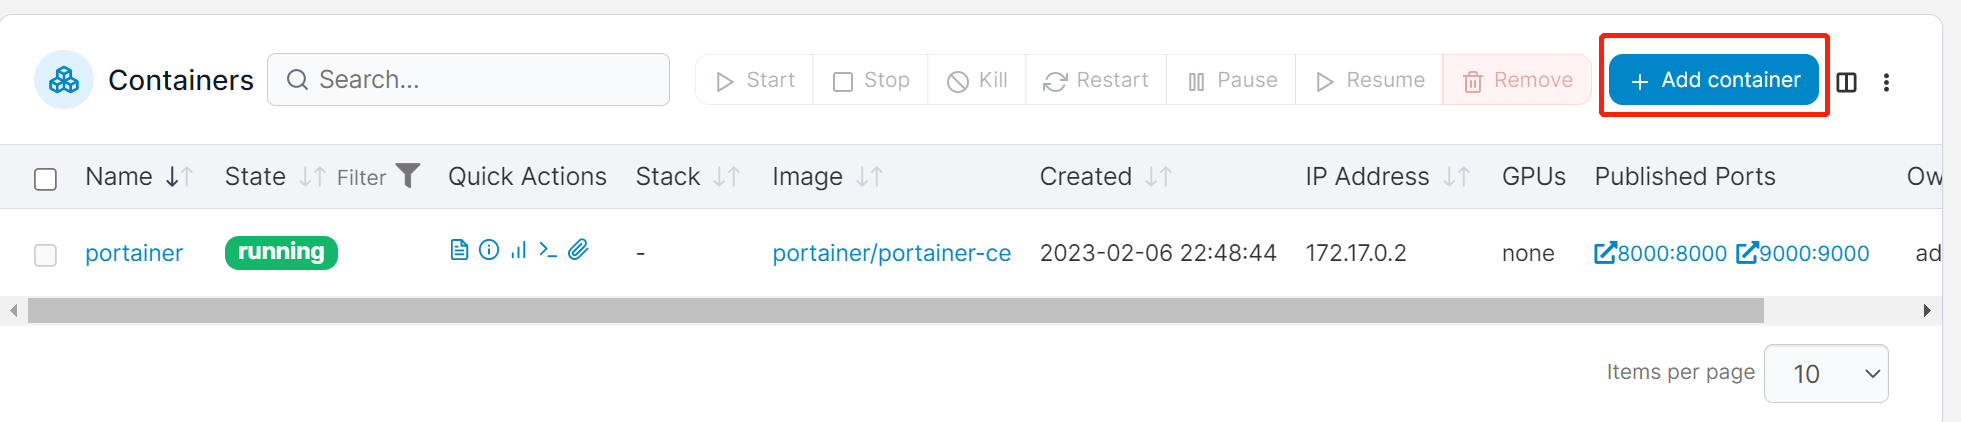 Containers Search... Start Stop Kill Restart Pause Resume Remove + Add container
Name State Filter Quick Actions Stack Image Created IP Address GPUs Published Ports Ow
portainer running - portainer/portainer-ce 2023-02-06 22:48:44 172.17.0.2 none 8000:8000 9000:9000 ad
Items per page 10